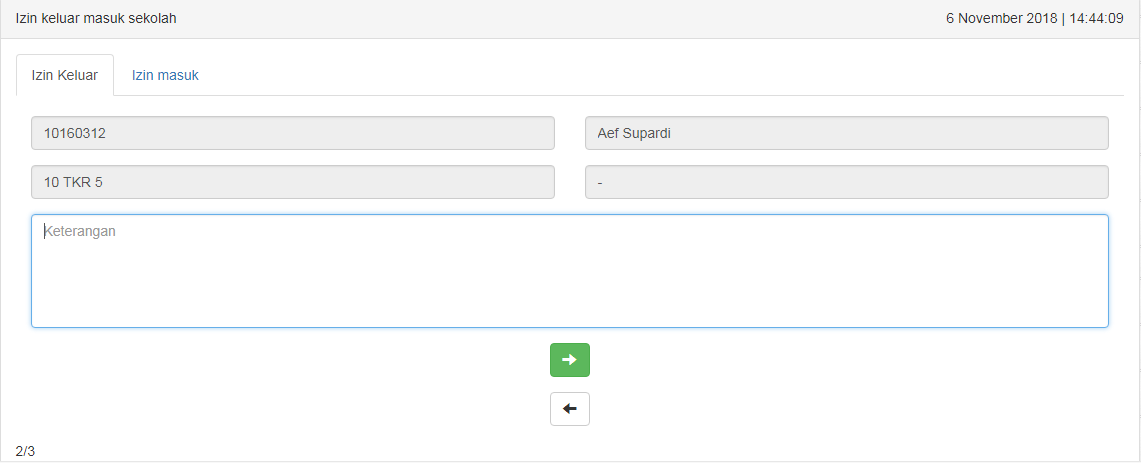 Izin keluar masuk sekolah 6 November 2018 | 14:44:09
Izin Keluar Izin masuk
10160312 Aef Supardi
10 TKR 5 -
Keterangan
2/3